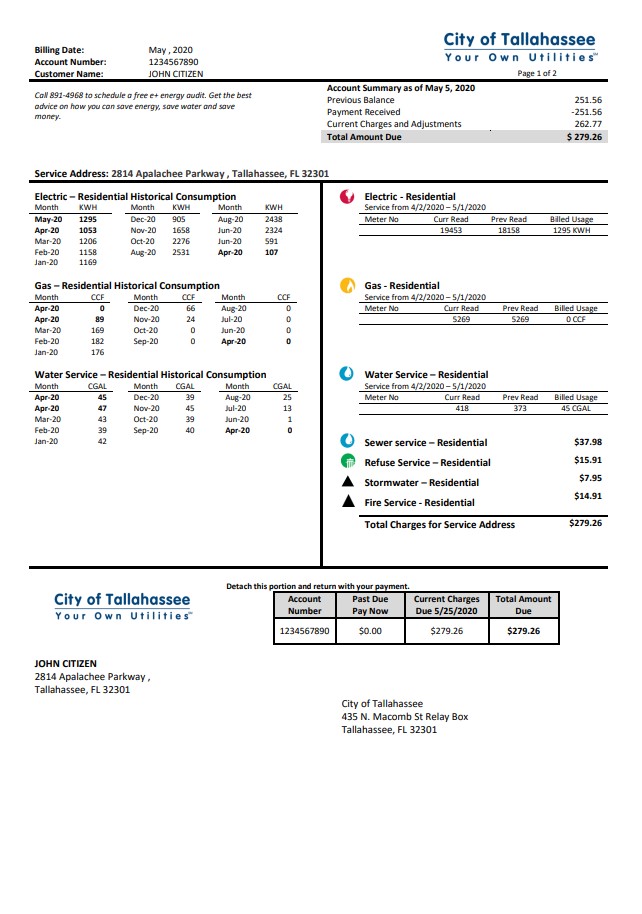 City of Tallahassee
Your Own Utilities℠
Billing Date: May , 2020
Account Number: 1234567890
Customer Name: JOHN CITIZEN
Page 1 of 2
Call 891-4968 to schedule a free e+ energy audit. Get the best
advice on how you can save energy, save water and save
money.
Account Summary as of May 5, 2020
Previous Balance 251.56
Payment Received -251.56
Current Charges and Adjustments 262.77
Total Amount Due $ 279.26
Service Address: 2814 Apalachee Parkway , Tallahassee, FL 32301
Electric – Residential Historical Consumption
Month KWH Month KWH Month KWH
May-20 1295 Dec-20 905 Aug-20 2438
Apr-20 1053 Nov-20 1658 Jun-20 2324
Mar-20 1206 Oct-20 2276 Jun-20 591
Feb-20 1158 Aug-20 2531 Apr-20 107
Jan-20 1169
Electric - Residential
Service from 4/2/2020 – 5/1/2020
Meter No Curr Read Prev Read Billed Usage
19453 18158 1295 KWH
Gas – Residential Historical Consumption
Month CCF Month CCF Month CCF
Apr-20 0 Dec-20 66 Aug-20 0
Apr-20 89 Nov-20 24 Jul-20 0
Mar-20 169 Oct-20 0 Jun-20 0
Feb-20 182 Sep-20 0 Apr-20 0
Jan-20 176
Gas - Residential
Service from 4/2/2020 – 5/1/2020
Meter No Curr Read Prev Read Billed Usage
5269 5269 0 CCF
Water Service – Residential Historical Consumption
Month CGAL Month CGAL Month CGAL
Apr-20 45 Dec-20 39 Aug-20 25
Apr-20 47 Nov-20 45 Jul-20 13
Mar-20 43 Oct-20 39 Jun-20 1
Feb-20 39 Sep-20 40 Apr-20 0
Jan-20 42
Water Service – Residential
Service from 4/2/2020 – 5/1/2020
Meter No Curr Read Prev Read Billed Usage
418 373 45 CGAL
Sewer service – Residential $37.98
Refuse Service – Residential $15.91
Stormwater – Residential $7.95
Fire Service - Residential $14.91
Total Charges for Service Address $279.26
Detach this portion and return with your payment.
City of Tallahassee
Your Own Utilities℠
Account Number Past Due Pay Now Current Charges Due 5/25/2020 Total Amount Due
1234567890 $0.00 $279.26 $279.26
JOHN CITIZEN
2814 Apalachee Parkway ,
Tallahassee, FL 32301
City of Tallahassee
435 N. Macomb St Relay Box
Tallahassee, FL 32301